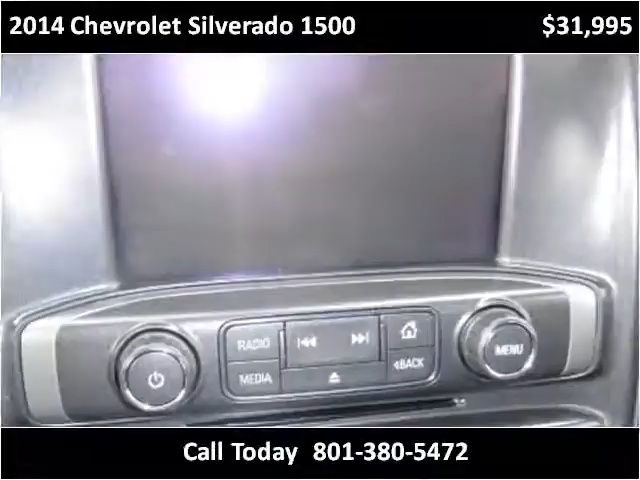 2014 Chevrolet Silverado 1500 $31,995
RADIO
MEDIA
BACK
MENU
Call Today 801-380-5472